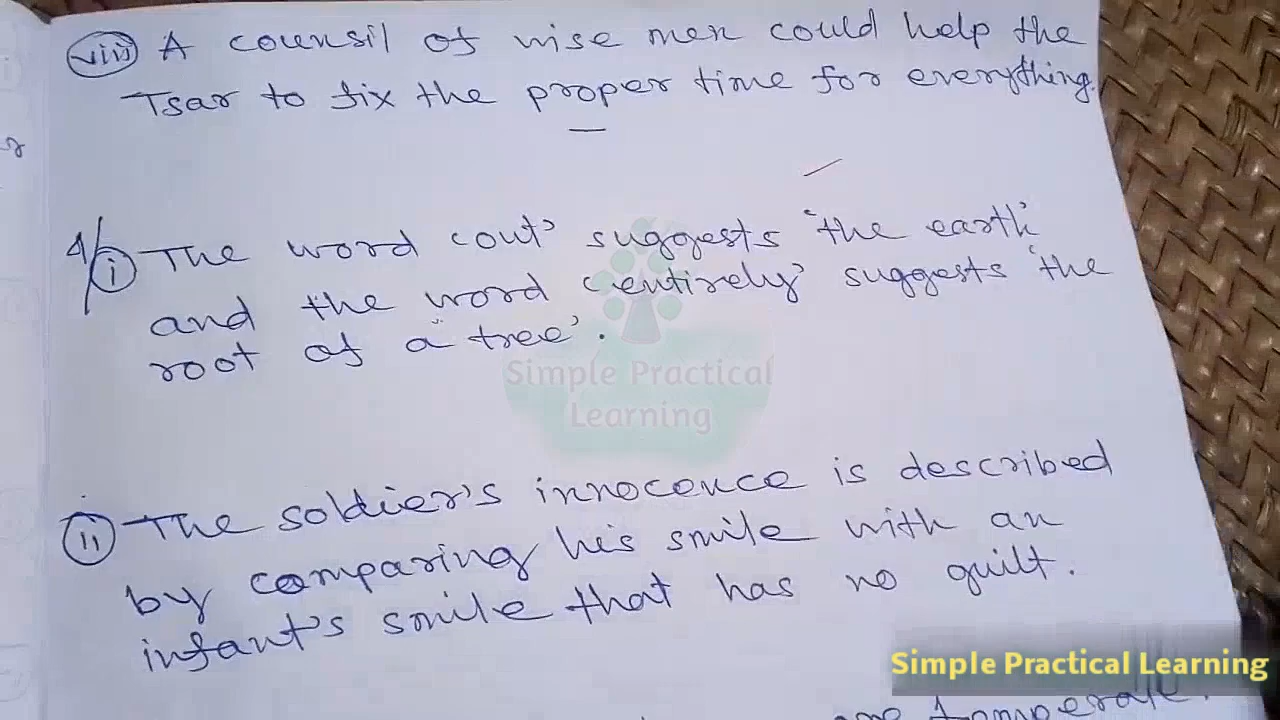 viii) A counsil of wise men could help the
Tsar to fix the proper time for everything.
4/ i) The word 'out' suggests 'the earth'
and the word 'entirely' suggests 'the
root of a tree'.
Simple Practical
Learning
ii) The soldier's innocence is described
by comparing his smile with an
infant's smile that has no guilt.
Simple Practical Learning
temperate.